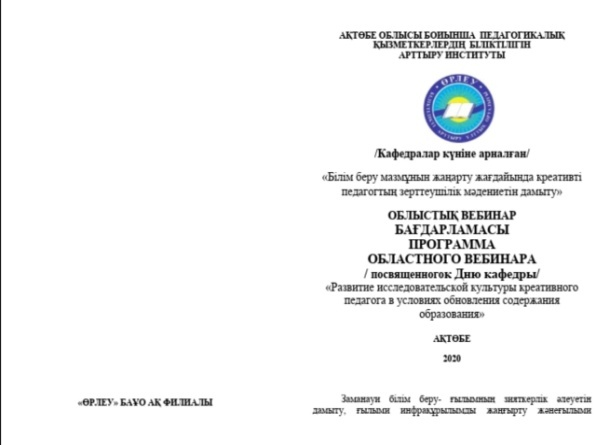 АҚТӨБЕ ОБЛЫСЫ БОЙЫНША ПЕДАГОГИКАЛЫҚ
ҚЫЗМЕТКЕРЛЕРДІҢ БІЛІКТІЛІГІН
АРТТЫРУ ИНСТИТУТЫ
ӨРЛЕУ
/Кафедралар күніне арналған/
«Білім беру мазмұнын жаңарту жағдайында креативті
педагогтың зерттеушілік мәдениетін дамыту»
ОБЛЫСТЫҚ ВЕБИНАР
БАҒДАРЛАМАСЫ
ПРОГРАММА
ОБЛАСТНОГО ВЕБИНАРА
/ посвященногок Дню кафедры/
«Развитие исследовательской культуры креативного
педагога в условиях обновления содержания
образования»
АҚТӨБЕ
2020
«ӨРЛЕУ» БАҰО АҚ ФИЛИАЛЫ
Заманауи білім беру- ғылымның зияткерлік әлеуетін
дамыту, ғылыми инфрақұрылымды жаңғырту жәнеғылыми